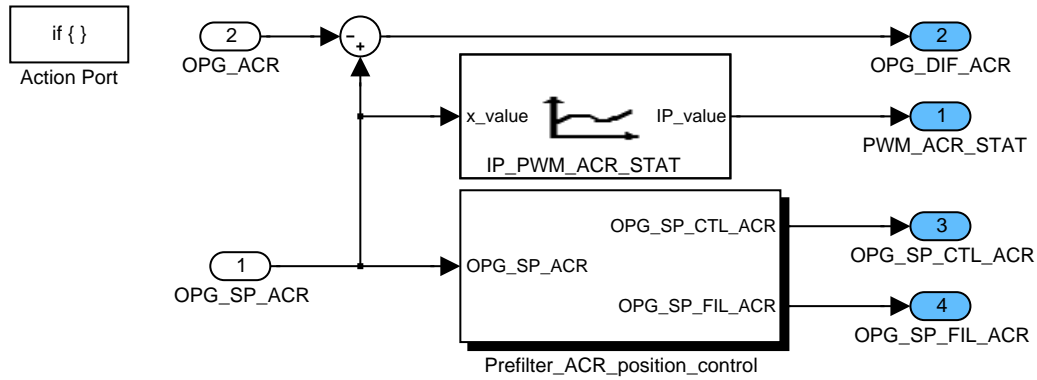 if { }
Action Port
2
OPG_ACR
-
+
2
OPG_DIF_ACR
x_value
IP_value
IP_PWM_ACR_STAT
1
PWM_ACR_STAT
1
OPG_SP_ACR
OPG_SP_ACR
OPG_SP_CTL_ACR
OPG_SP_FIL_ACR
Prefilter_ACR_position_control
3
OPG_SP_CTL_ACR
4
OPG_SP_FIL_ACR